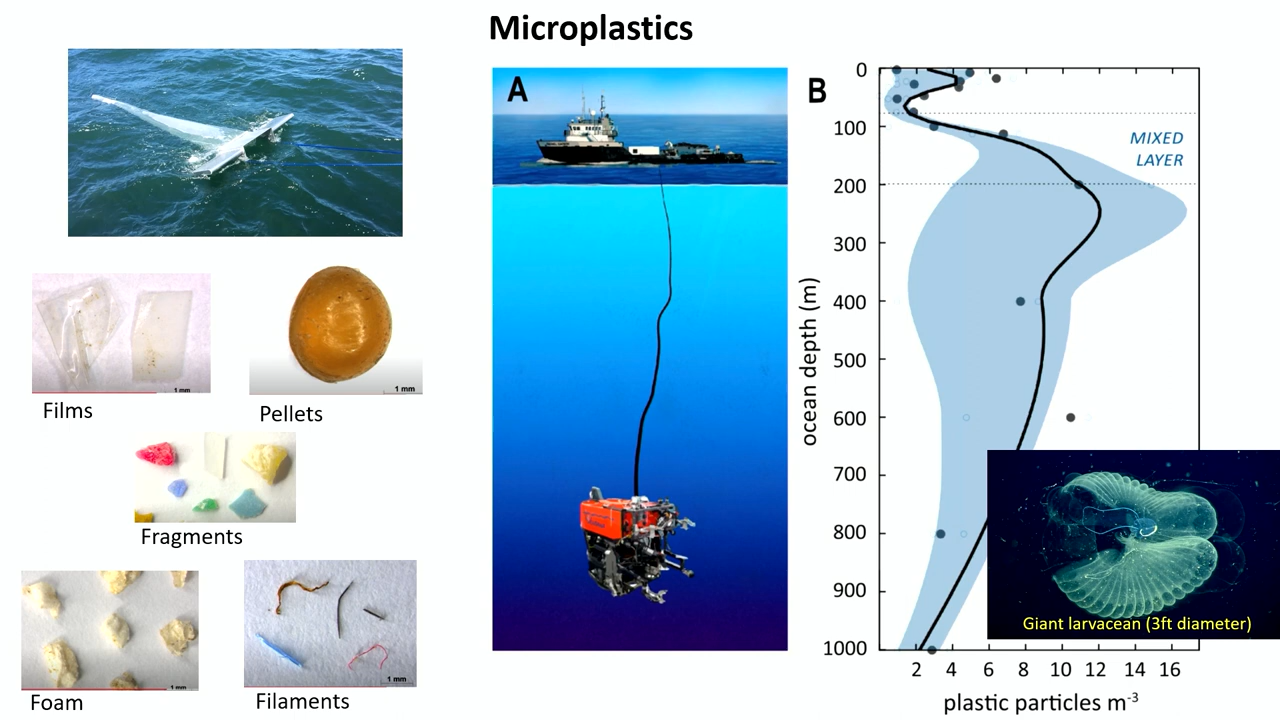 Microplastics
1 mm
1 mm
Films
Pellets
Fragments
1 mm
1 mm
Foam
Filaments
A
B
0
100
200
300
400
500
600
700
800
900
1000
ocean depth (m)
MIXED
LAYER
Giant larvacean (3ft diameter)
2 4 6 8 10 12 14 16
plastic particles m⁻³